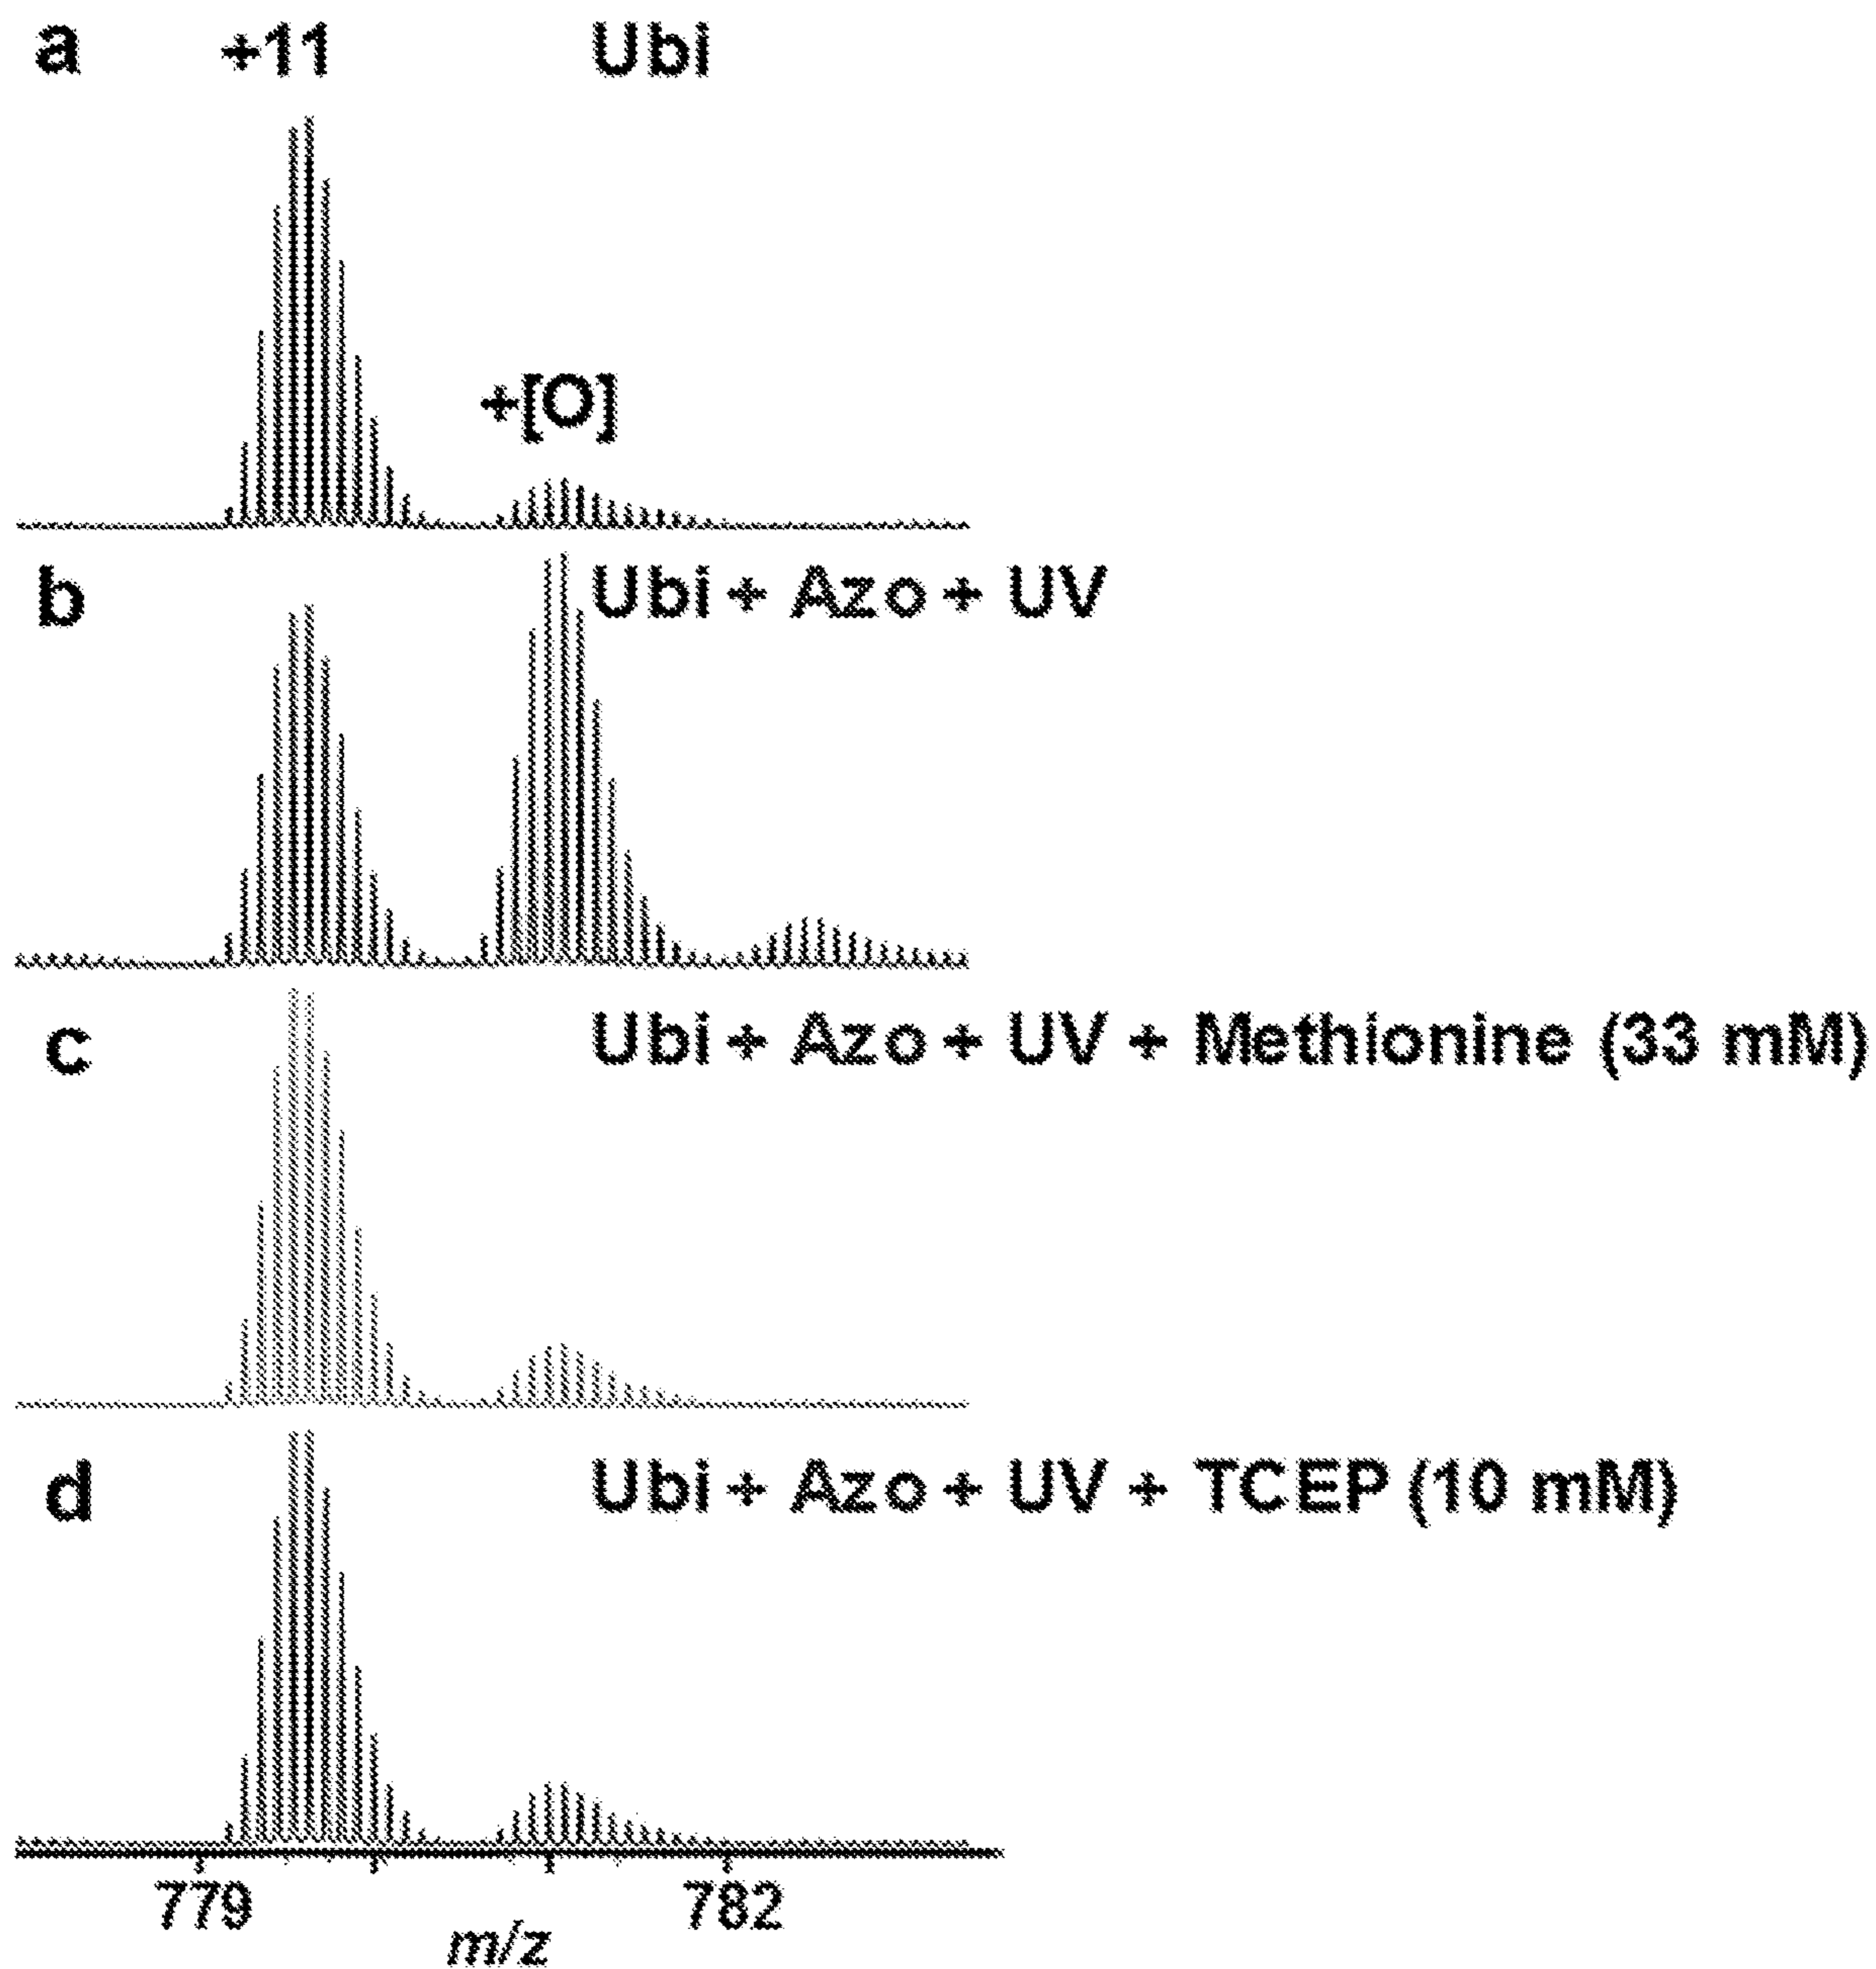 a +11 Ubi
+[O]
b Ubi + Azo + UV
c Ubi + Azo + UV + Methionine (33 mM)
d Ubi + Azo + UV + TCEP (10 mM)
779 782
m/z